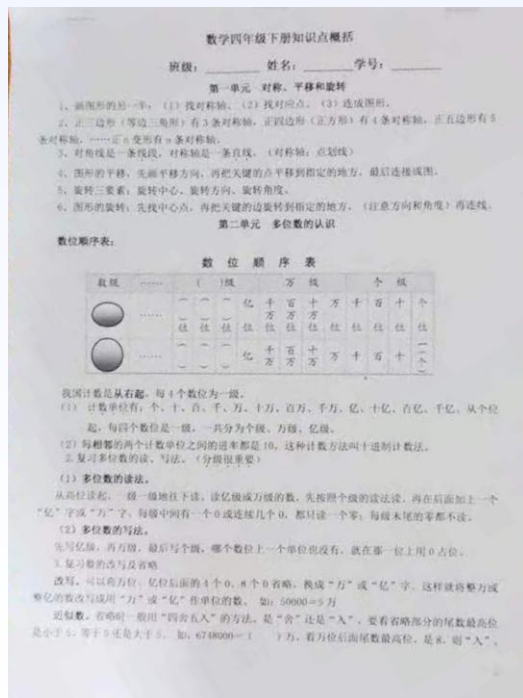 数学四年级下册知识点概括
班级：________ 姓名：________学号：________
第一单元 对称、平移和旋转
1、画图形的另一半：（1）找对称轴、（2）找对应点、（3）连成图形。
2、正三边形（等边三角形）有3条对称轴，正四边形（正方形）有4条对称轴，正五边形有5
条对称轴，……正n变形有n条对称轴。
3、对角线是一条线段，对称轴是一条直线。（对称轴：点划线）
4、图形的平移，先画平移方向，再把关键的点平移到指定的地方，最后连接成图。
5、旋转三要素：旋转中心、旋转方向、旋转角度。
6、图形的旋转：先找中心点，再把关键的边旋转到指定的地方，（注意方向和角度）再连线。
第二单元 多位数的认识
数位顺序表：
数位顺序表
数级 …… （ ）级 万级 个级
…… （ ）位 （ ）位 （ ）位 亿位 千万位 百万位 十万位 万位 千位 百位 十位 个位
…… （ ） （ ） （ ） 亿 千万 百万 十万 万 千 百 十 一（个）
我国计数是从右起，每4个数位为一级。
（1） 计数单位有：个、十、百、千、万、十万、百万、千万、亿、十亿、百亿、千亿，从个位
起，每四个数位是一级，一共分为个级、万级、亿级。
（2）每相邻的两个计数单位之间的进率都是10，这种计数方法叫十进制计数法。
2.复习多位数的读、写法。（分级很重要）
（1）多位数的读法。
从高位读起，一级一级地往下读。读亿级或万级的数，先按照个级的读法读，再在后面加上一个
“亿”字或“万”字；每级中间有一个0或连续几个0，都只读一个零；每级末尾的零都不读。
（2）多位数的写法。
先写亿级，再万级，最后写个级，哪个数位上一个单位也没有，就在那一位上用0占位。
3.复习数的改写及省略
改写。可以将万位、亿位后面的4个0、8个0省略，换成“万”或“亿”字，这样就将整万或
整亿的数改写成用“万”或“亿”作单位的数。 如：50000=5万
近似数。省略时一般用“四舍五入”的方法。是“舍”还是“入”，要看省略部分的尾数最高位
是小于5、等于5还是大于5。如，6748000=（ ）万，看万位后面尾数最高位，是8，则“入”，